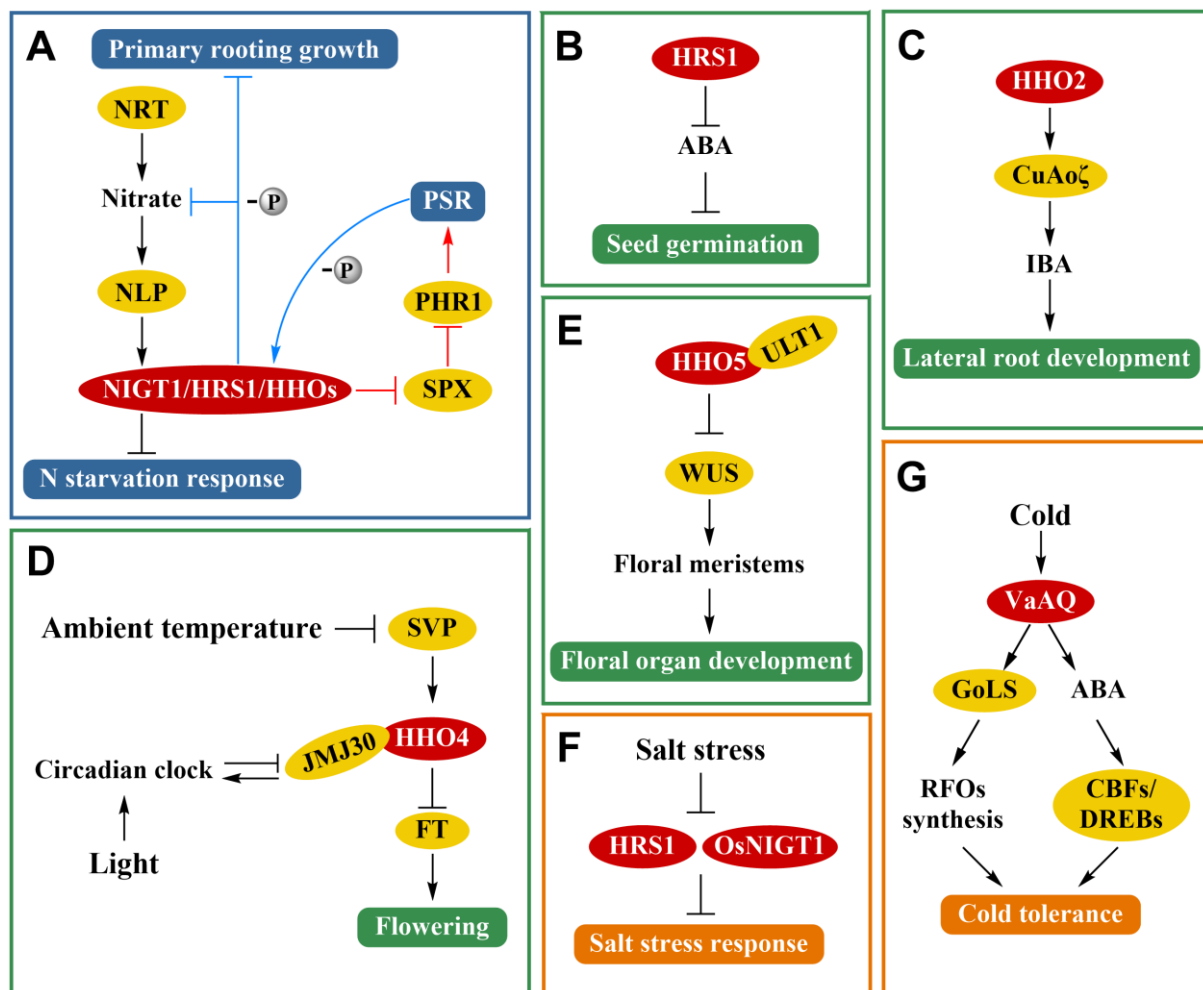 A
Primary rooting growth
NRT
Nitrate
-P
PSR
-P
NLP
PHR1
NIGT1/HRS1/HHOs
SPX
N starvation response
B
HRS1
ABA
Seed germination
C
HHO2
CuAoζ
IBA
Lateral root development
D
Ambient temperature
SVP
JMJ30
HHO4
Circadian clock
FT
Light
Flowering
E
HHO5
ULT1
WUS
Floral meristems
Floral organ development
F
Salt stress
HRS1
OsNIGT1
Salt stress response
G
Cold
VaAQ
GoLS
ABA
RFOs
synthesis
CBFs/
DREBs
Cold tolerance